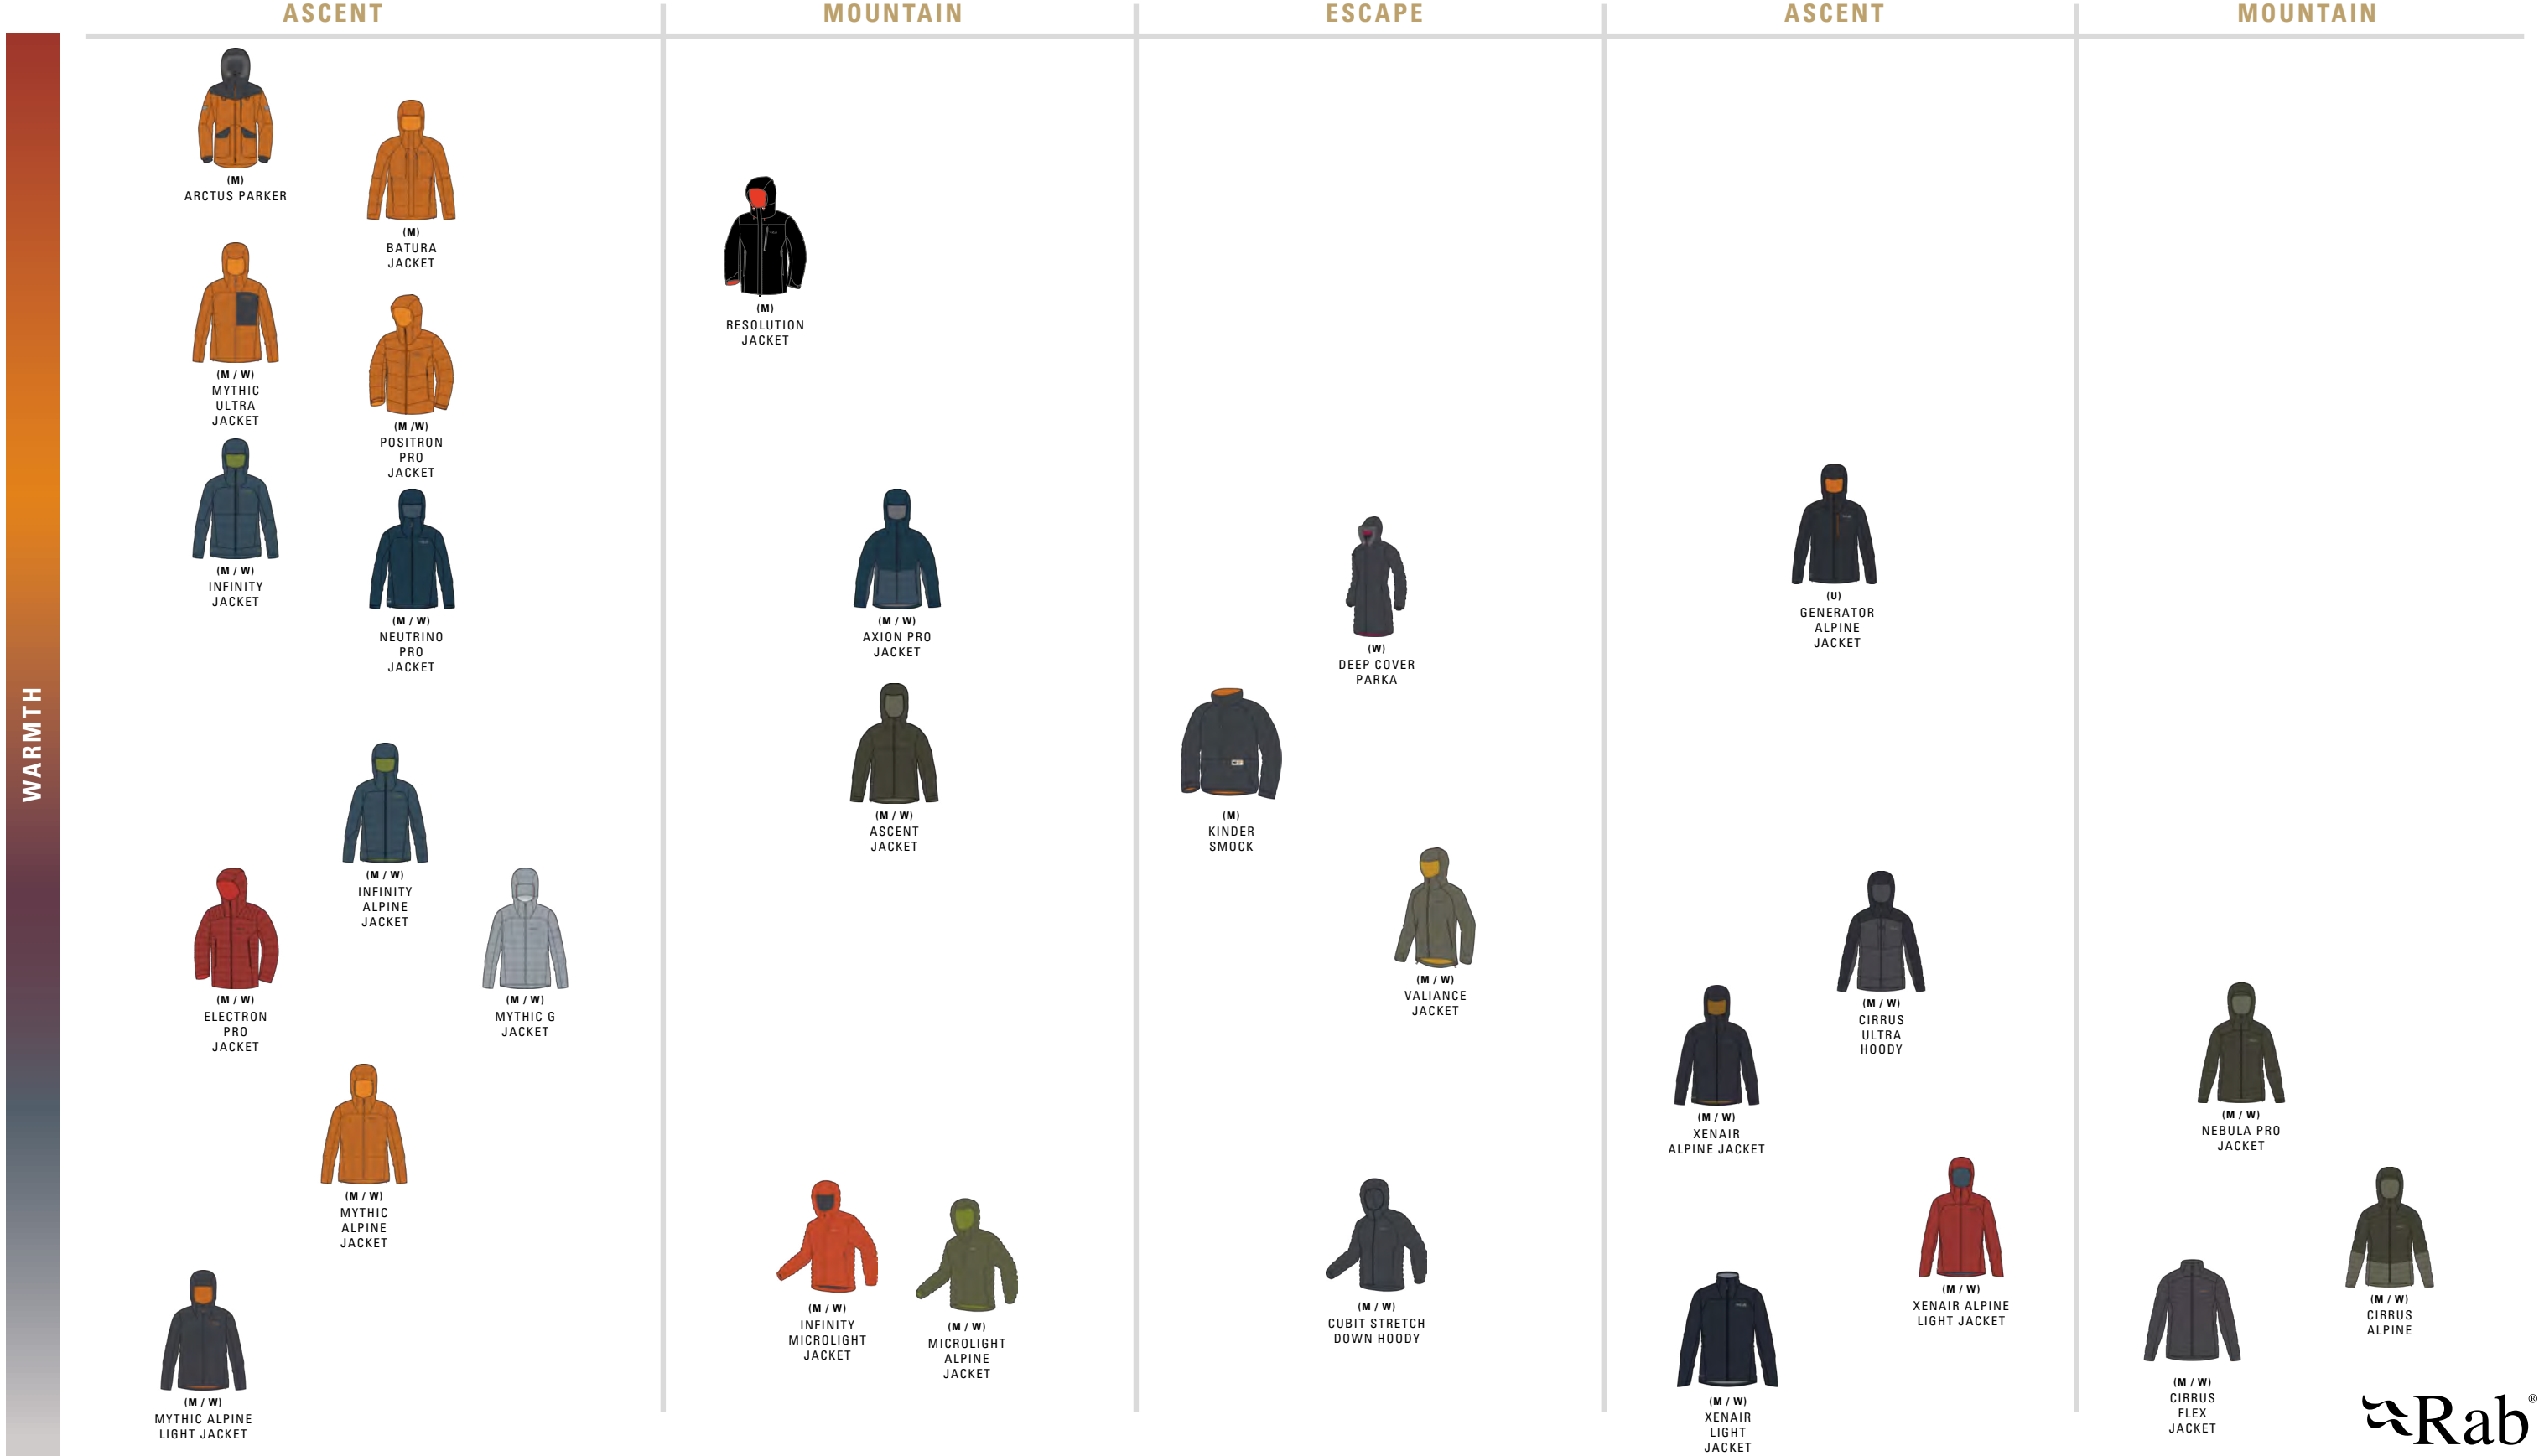 ASCENT
MOUNTAIN
ESCAPE
ASCENT
MOUNTAIN
WARMTH
(M)
ARCTUS PARKER
(M)
BATURA
JACKET
(M / W)
MYTHIC
ULTRA
JACKET
(M /W)
POSITRON
PRO
JACKET
(M / W)
INFINITY
JACKET
(M / W)
NEUTRINO
PRO
JACKET
(M / W)
INFINITY
ALPINE
JACKET
(M / W)
ELECTRON
PRO
JACKET
(M / W)
MYTHIC G
JACKET
(M / W)
MYTHIC
ALPINE
JACKET
(M / W)
MYTHIC ALPINE
LIGHT JACKET
(M)
RESOLUTION
JACKET
(M / W)
AXION PRO
JACKET
(M / W)
ASCENT
JACKET
(M / W)
INFINITY
MICROLIGHT
JACKET
(M / W)
MICROLIGHT
ALPINE
JACKET
(W)
DEEP COVER
PARKA
(M)
KINDER
SMOCK
(M / W)
VALIANCE
JACKET
(M / W)
CUBIT STRETCH
DOWN HOODY
(U)
GENERATOR
ALPINE
JACKET
(M / W)
CIRRUS
ULTRA
HOODY
(M / W)
XENAIR
ALPINE JACKET
(M / W)
XENAIR ALPINE
LIGHT JACKET
(M / W)
XENAIR
LIGHT
JACKET
(M / W)
NEBULA PRO
JACKET
(M / W)
CIRRUS
ALPINE
(M / W)
CIRRUS
FLEX
JACKET
Rab®